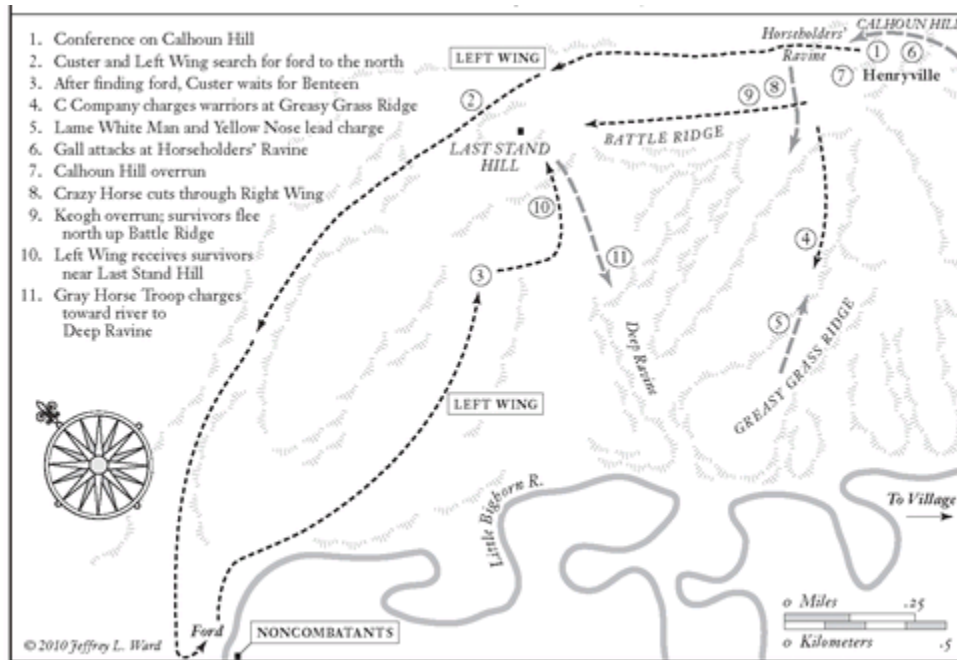 1. Conference on Calhoun Hill
2. Custer and Left Wing search for ford to the north
3. After finding ford, Custer waits for Benteen
4. C Company charges warriors at Greasy Grass Ridge
5. Lame White Man and Yellow Nose lead charge
6. Gall attacks at Horseholders' Ravine
7. Calhoun Hill overrun
8. Crazy Horse cuts through Right Wing
9. Keogh overrun; survivors flee
north up Battle Ridge
10. Left Wing receives survivors
near Last Stand Hill
11. Gray Horse Troop charges
toward river to
Deep Ravine
LEFT WING
Horseholders'
Ravine
CALHOUN HILL
1
6
7
Henryville
2
9
8
BATTLE RIDGE
LAST STAND
HILL
10
3
11
4
5
Deep Ravine
GREASY GRASS RIDGE
LEFT WING
Little Bighorn R.
To Village
Ford
NONCOMBATANTS
0 Miles .25
0 Kilometers .5
© 2010 Jeffrey L. Ward